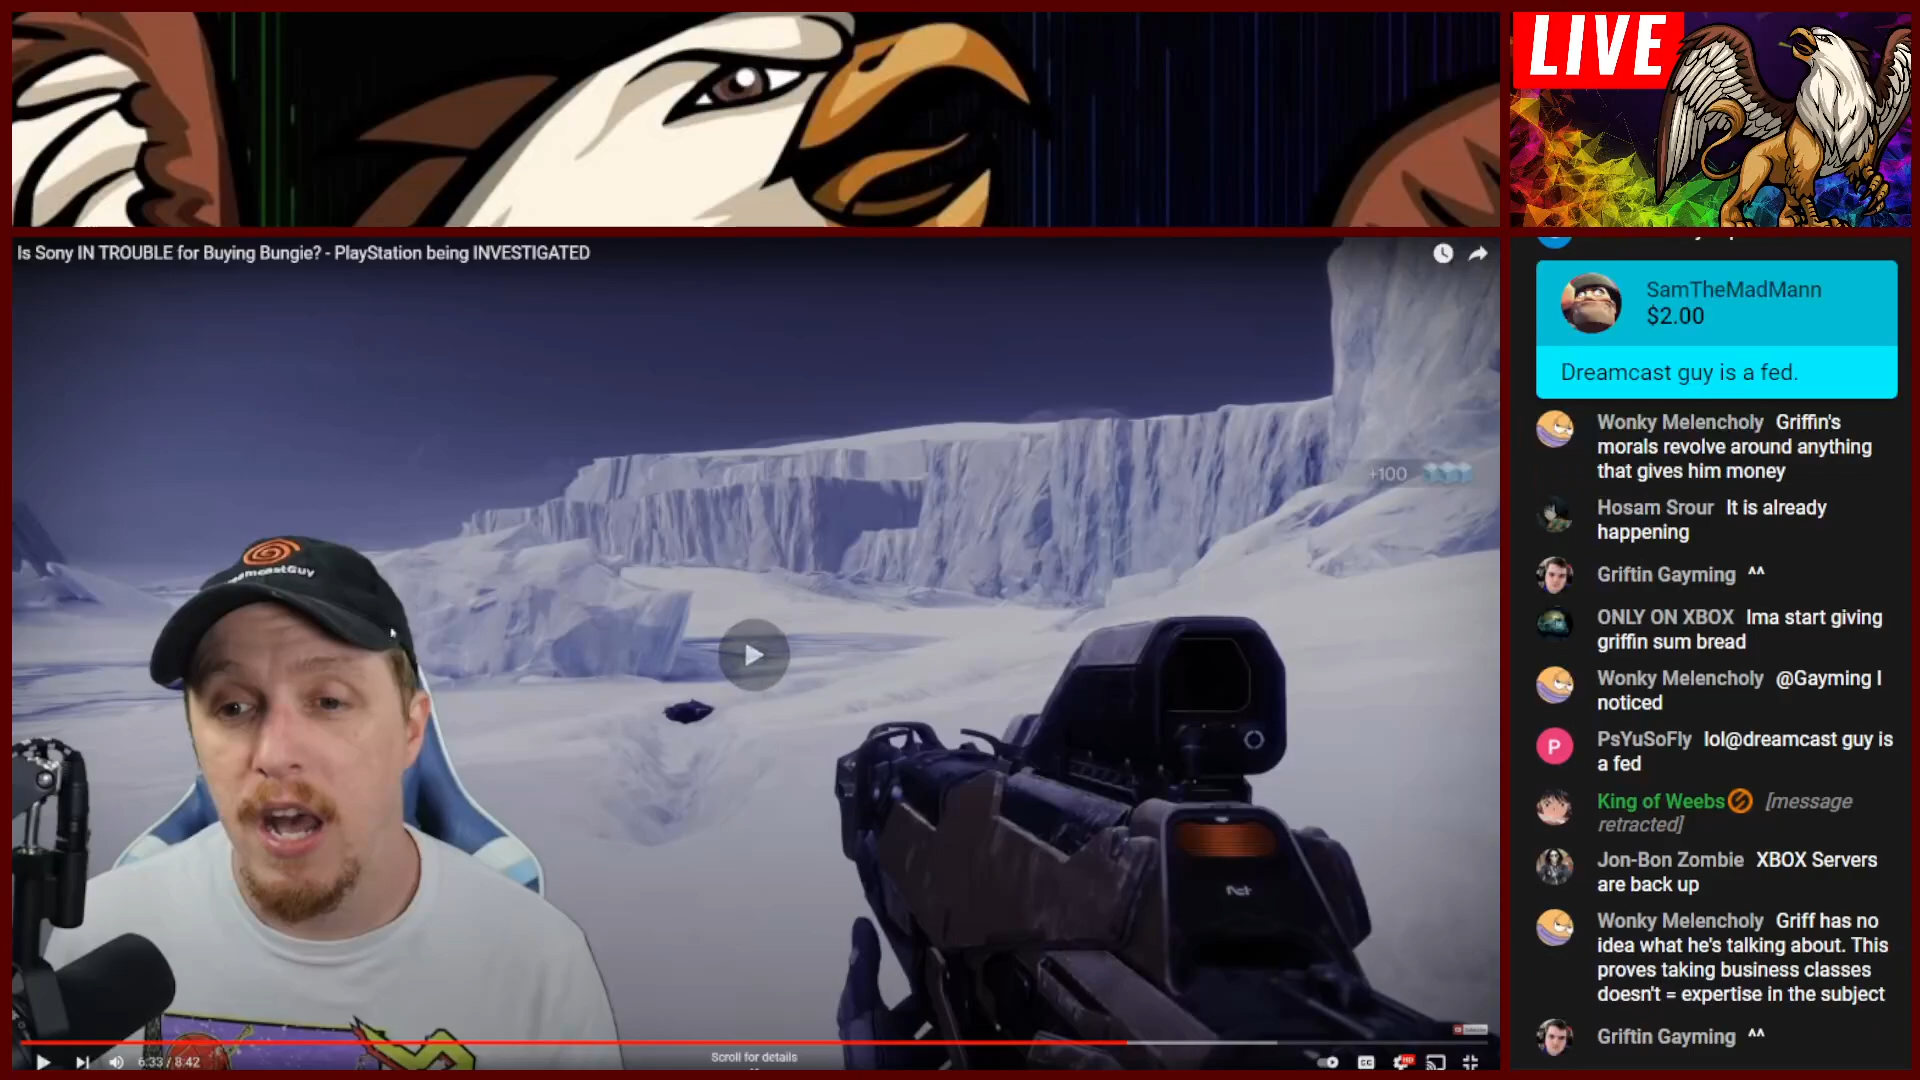 LIVE
Is Sony IN TROUBLE for Buying Bungie? - PlayStation being INVESTIGATED
SamTheMadMann
$2.00
Dreamcast guy is a fed.
Wonky Melencholy Griffin's
morals revolve around anything
that gives him money
Hosam Srour It is already
happening
Griftin Gayming ^^
ONLY ON XBOX Ima start giving
griffin sum bread
Wonky Melencholy @Gayming I
noticed
P
PsYuSoFly lol@dreamcast guy is
a fed
King of Weebs [message
retracted]
Jon-Bon Zombie XBOX Servers
are back up
Wonky Melencholy Griff has no
idea what he's talking about. This
proves taking business classes
doesn't = expertise in the subject
Griftin Gayming ^^
+100
amcastGuy
6:33 / 8:42
Scroll for details
CC
HD